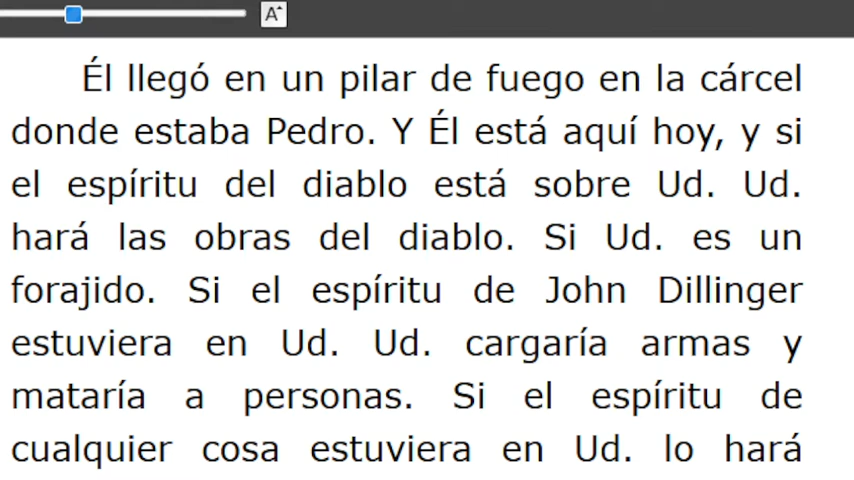 A
Él llegó en un pilar de fuego en la cárcel
donde estaba Pedro. Y Él está aquí hoy, y si
el espíritu del diablo está sobre Ud. Ud.
hará las obras del diablo. Si Ud. es un
forajido. Si el espíritu de John Dillinger
estuviera en Ud. Ud. cargaría armas y
mataría a personas. Si el espíritu de
cualquier cosa estuviera en Ud. lo hará